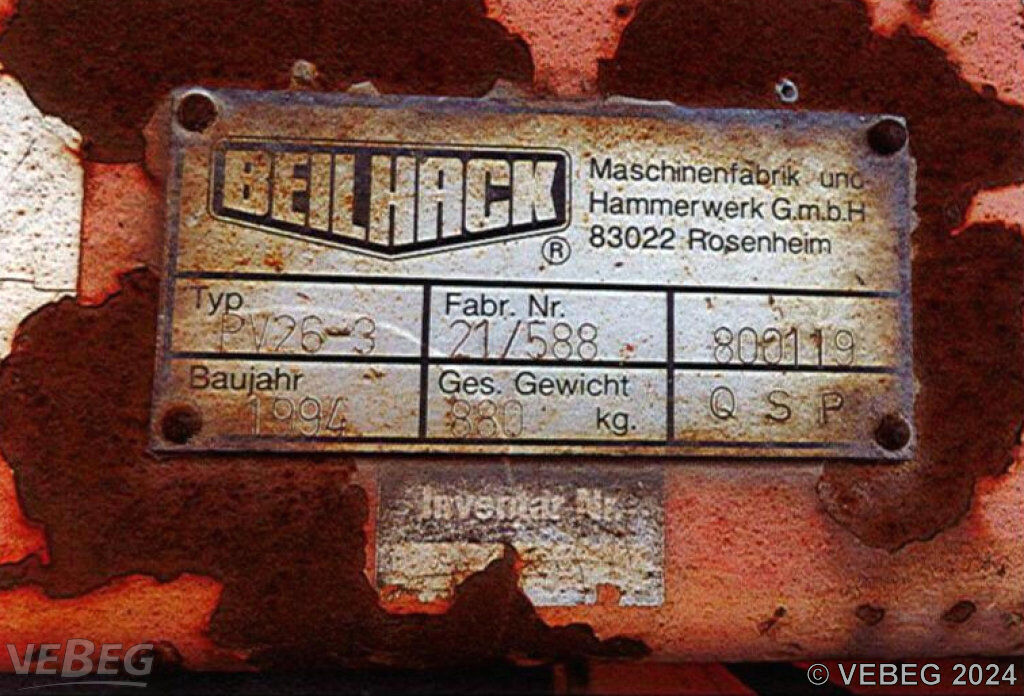 BEILHACK
®
Maschinenfabrik und
Hammerwerk G.m.b.H
83022 Rosenheim
Typ
PV26-3
Fabr. Nr.
21/588
800119
Baujahr
1994
Ges. Gewicht
880 kg.
Q S P
Inventar Nr.
VEBEG
© VEBEG 2024